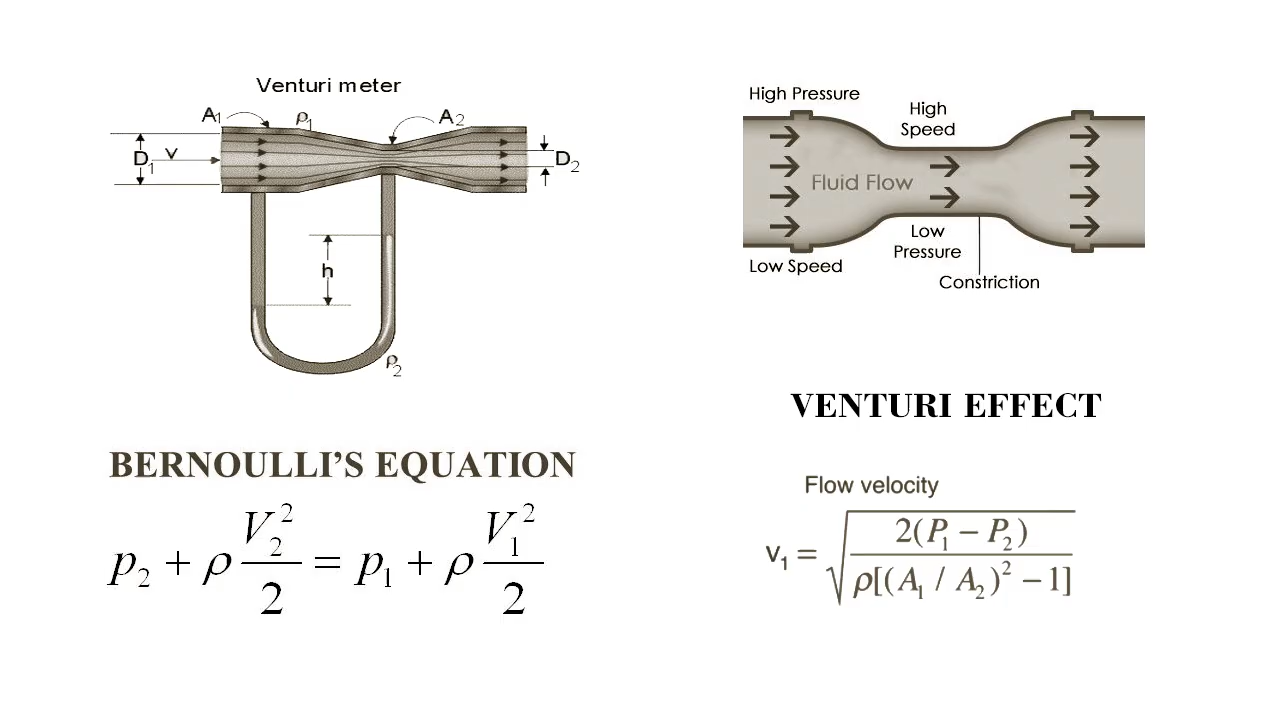 Venturi meter
A₁ ρ₁ A₂
D₁ v D₂
h
ρ₂
BERNOULLI’S EQUATION
p₂ + ρ V₂²/2 = p₁ + ρ V₁²/2
High Pressure
High
Speed
Fluid Flow
Low
Pressure
Low Speed
Constriction
VENTURI EFFECT
Flow velocity
v₁ = √(2(P₁ − P₂) / ρ[(A₁ / A₂)² − 1])